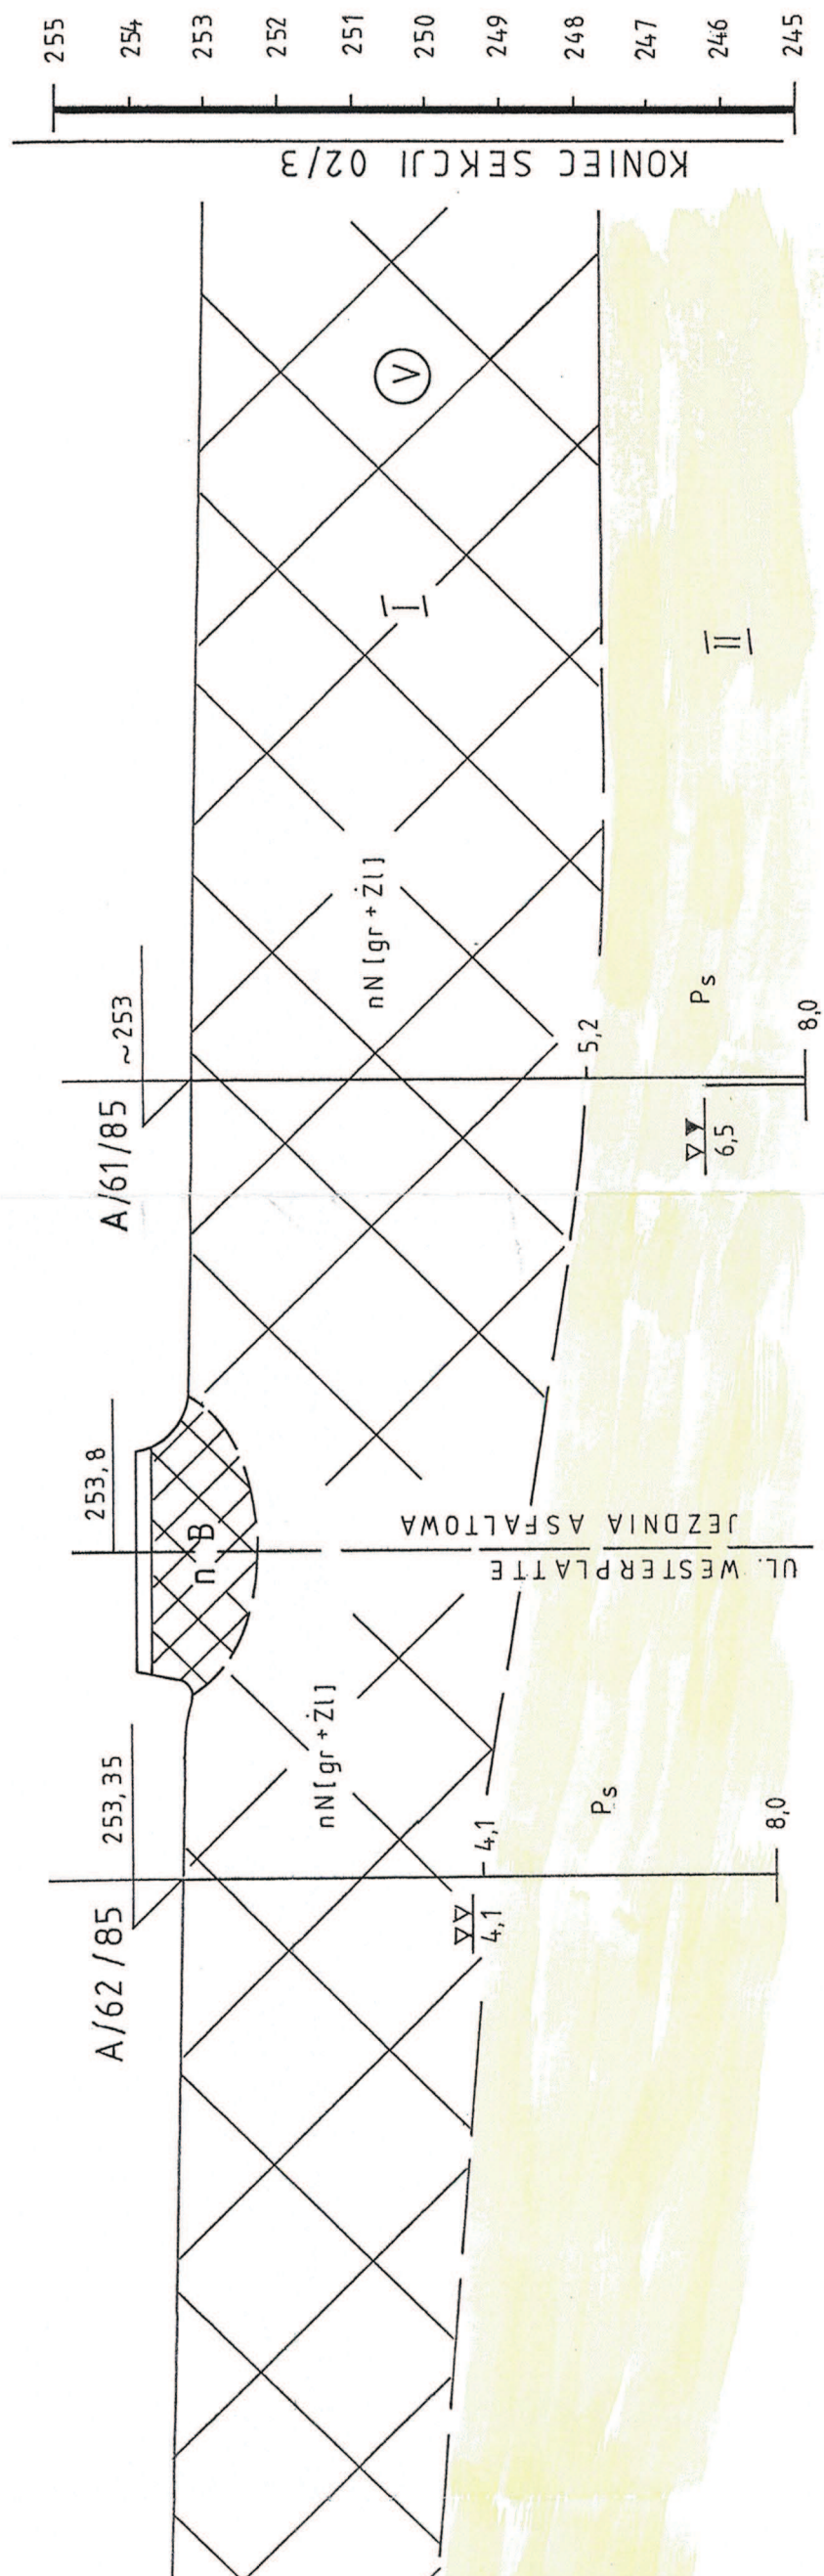 255
254
253
252
251
250
249
248
247
246
245
KONIEC SEKCJI 02/3
V
I
II
nN [gr + Żl]
Ps
A/61/85
~253
5,2
6,5
8,0
253,8
nB
JEZDNIA ASFALTOWA
UL. WESTERPLATTE
A/62/85
253,35
nN [gr + Żl]
4,1
4,1
Ps
8,0